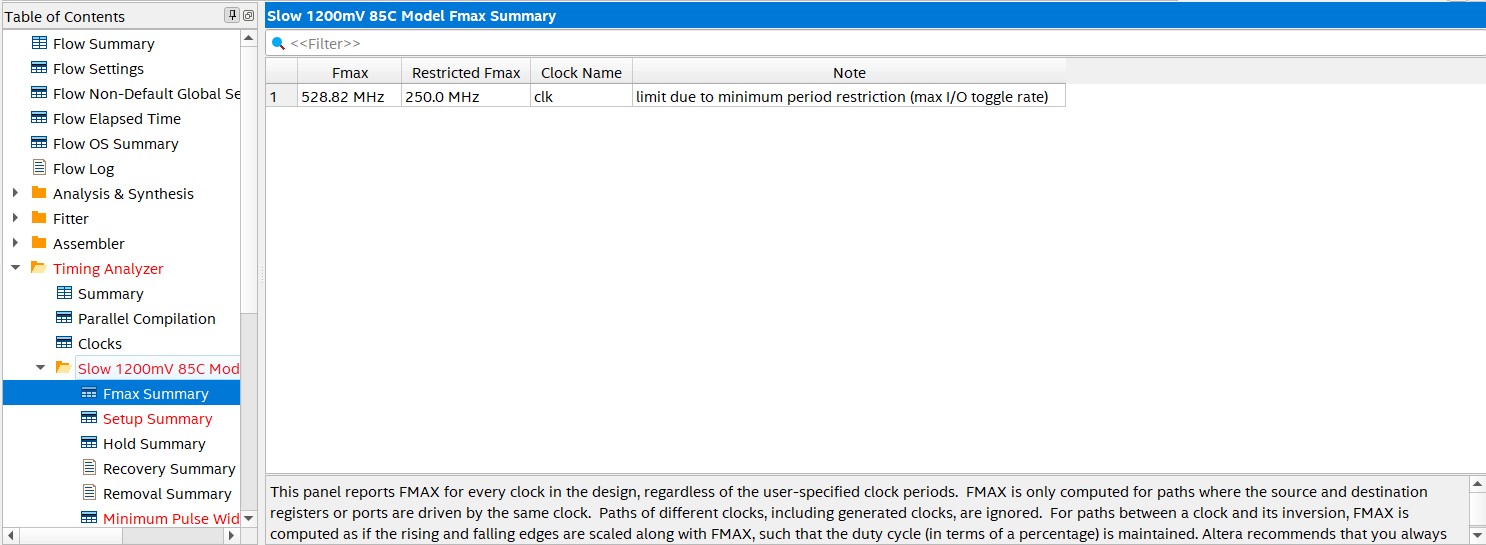 Table of Contents
Flow Summary
Flow Settings
Flow Non-Default Global Se
Flow Elapsed Time
Flow OS Summary
Flow Log
Analysis & Synthesis
Fitter
Assembler
Timing Analyzer
Summary
Parallel Compilation
Clocks
Slow 1200mV 85C Mod
Fmax Summary
Setup Summary
Hold Summary
Recovery Summary
Removal Summary
Minimum Pulse Wid
Slow 1200mV 85C Model Fmax Summary
<<Filter>>
Fmax Restricted Fmax Clock Name Note
1 528.82 MHz 250.0 MHz clk limit due to minimum period restriction (max I/O toggle rate)
This panel reports FMAX for every clock in the design, regardless of the user-specified clock periods.  FMAX is only computed for paths where the source and destination
registers or ports are driven by the same clock.  Paths of different clocks, including generated clocks, are ignored.  For paths between a clock and its inversion, FMAX is
computed as if the rising and falling edges are scaled along with FMAX, such that the duty cycle (in terms of a percentage) is maintained. Altera recommends that you always